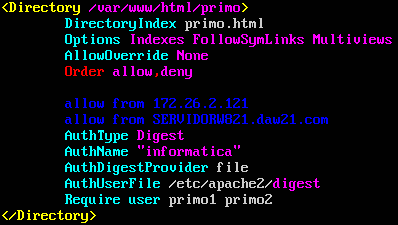 <Directory /var/www/html/primo>
DirectoryIndex primo.html
Options Indexes FollowSymLinks Multiviews
AllowOverride None
Order allow,deny
allow from 172.26.2.121
allow from SERVIDORW821.daw21.com
AuthType Digest
AuthName "informatica"
AuthDigestProvider file
AuthUserFile /etc/apache2/digest
Require user primo1 primo2
</Directory>